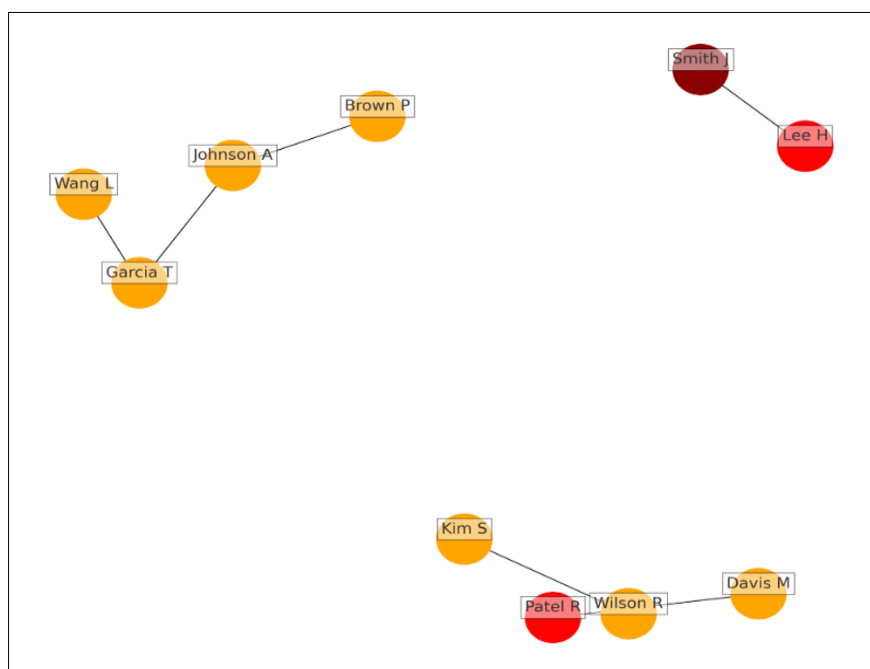 Smith J
Brown P
Lee H
Johnson A
Wang L
Garcia T
Kim S
Davis M
Patel R
Wilson R